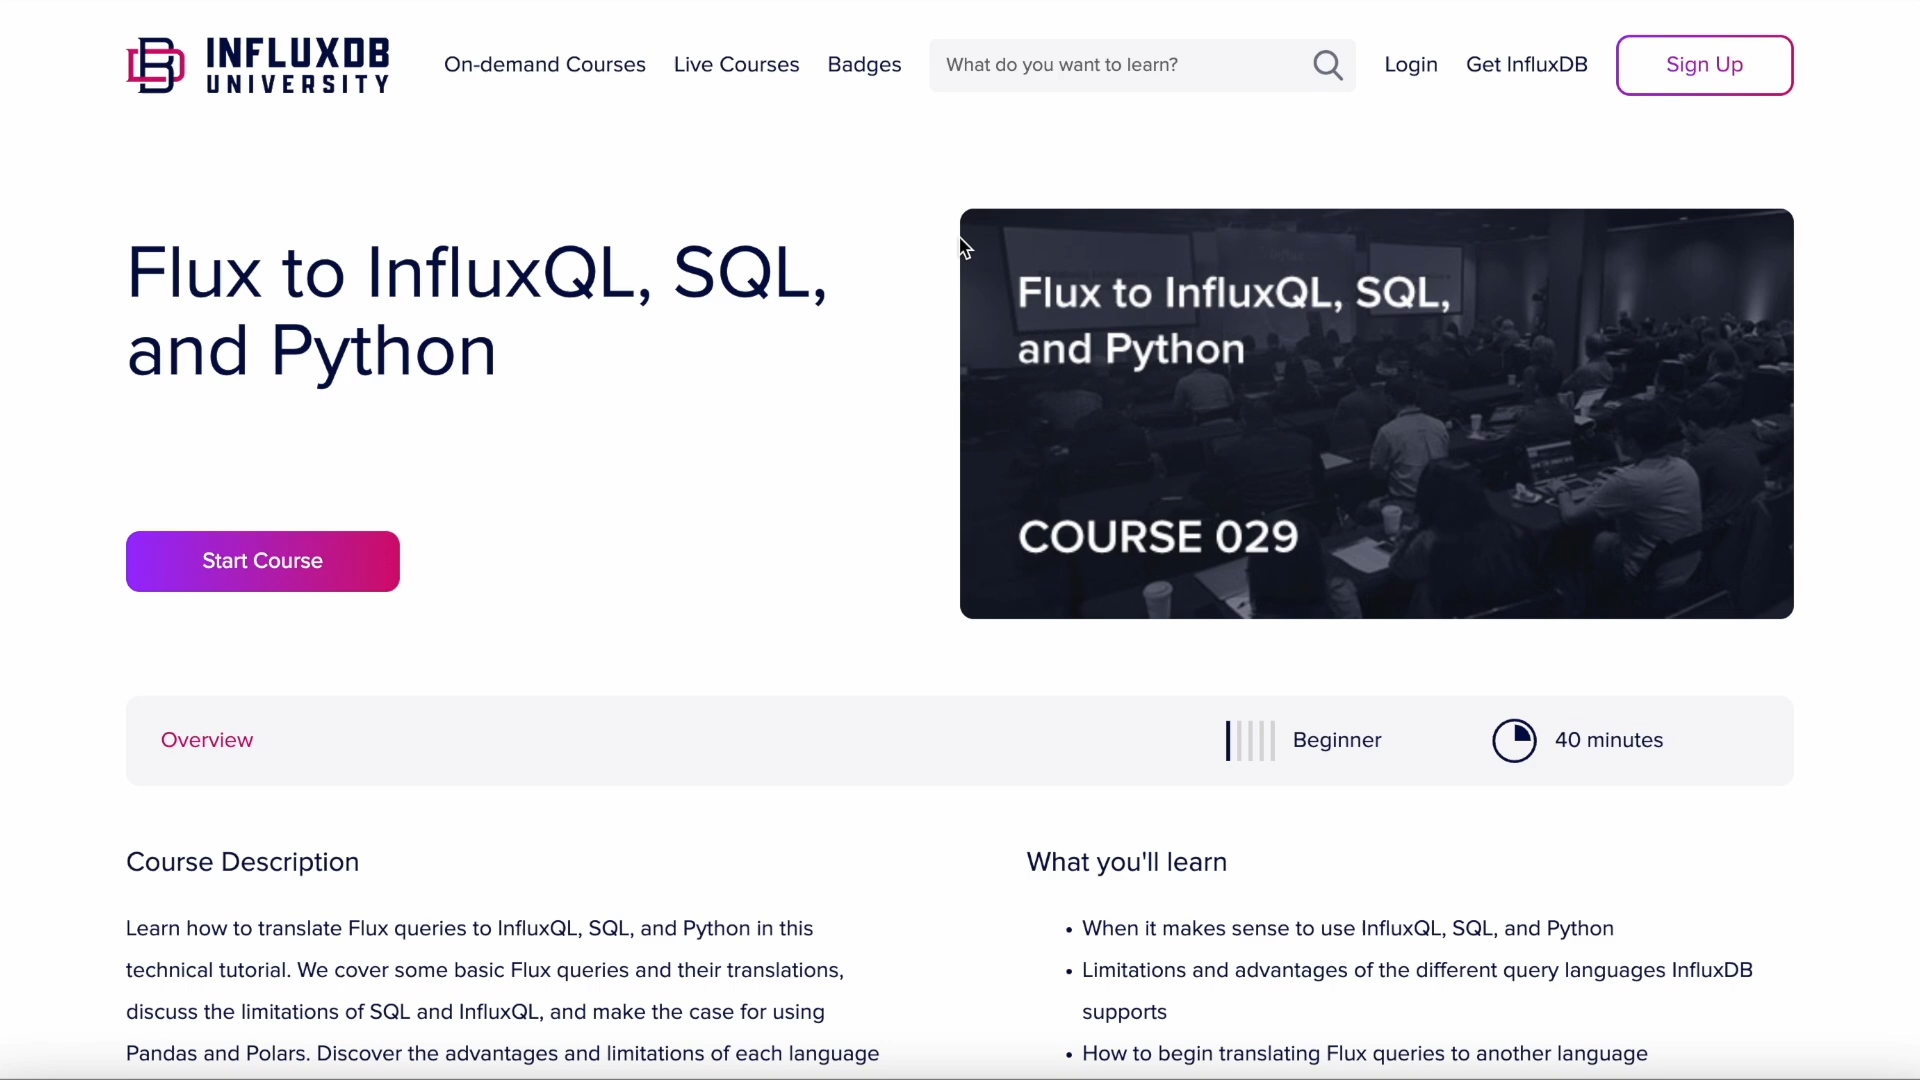 INFLUXDB
UNIVERSITY
On-demand Courses
Live Courses
Badges
What do you want to learn?
Login
Get InfluxDB
Sign Up
Flux to InfluxQL, SQL,
and Python
Start Course
Flux to InfluxQL, SQL,
and Python
COURSE 029
Overview
Beginner
40 minutes
Course Description
Learn how to translate Flux queries to InfluxQL, SQL, and Python in this
technical tutorial. We cover some basic Flux queries and their translations,
discuss the limitations of SQL and InfluxQL, and make the case for using
Pandas and Polars. Discover the advantages and limitations of each language
What you'll learn
• When it makes sense to use InfluxQL, SQL, and Python
• Limitations and advantages of the different query languages InfluxDB
supports
• How to begin translating Flux queries to another language